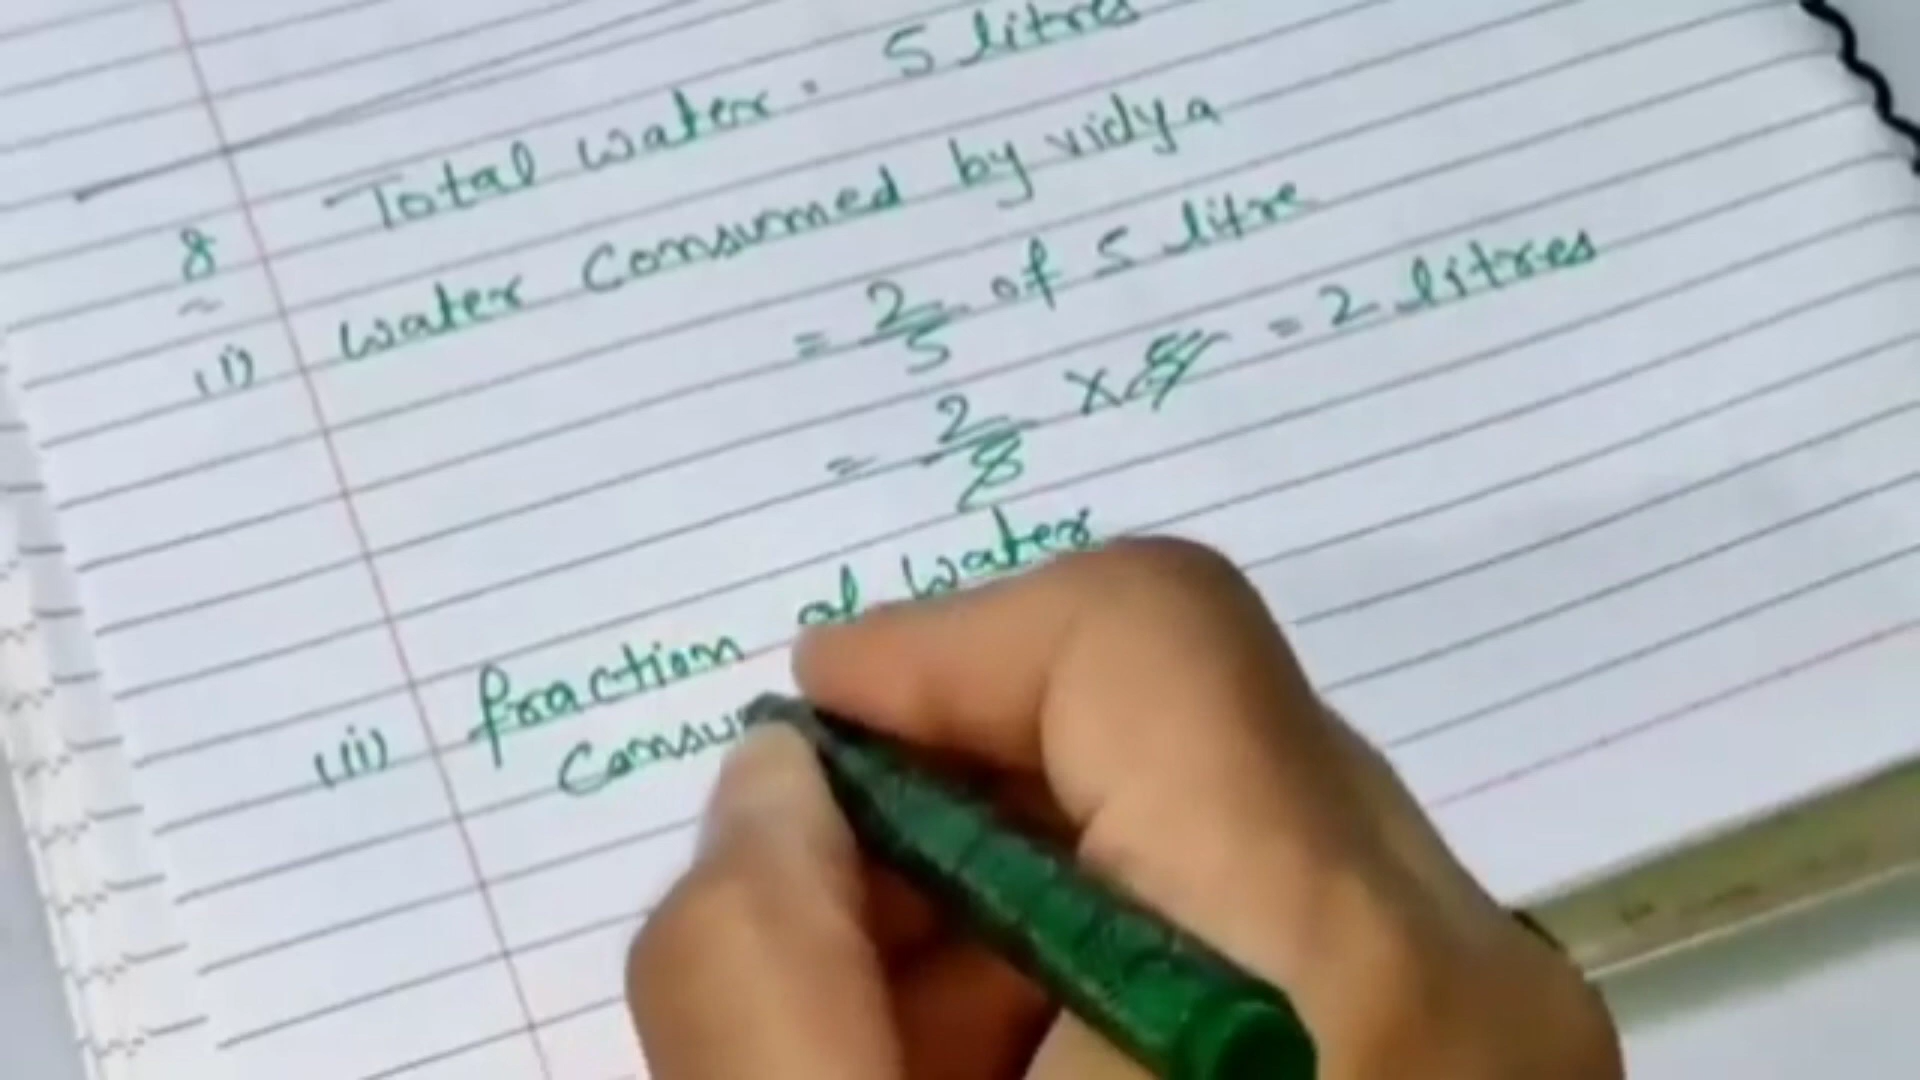 8 Total water = 5 litres
(i) water consumed by vidya
= 2/5 of 5 litre
= 2/5 × 5 = 2 litres
(ii) fraction of water
Consu